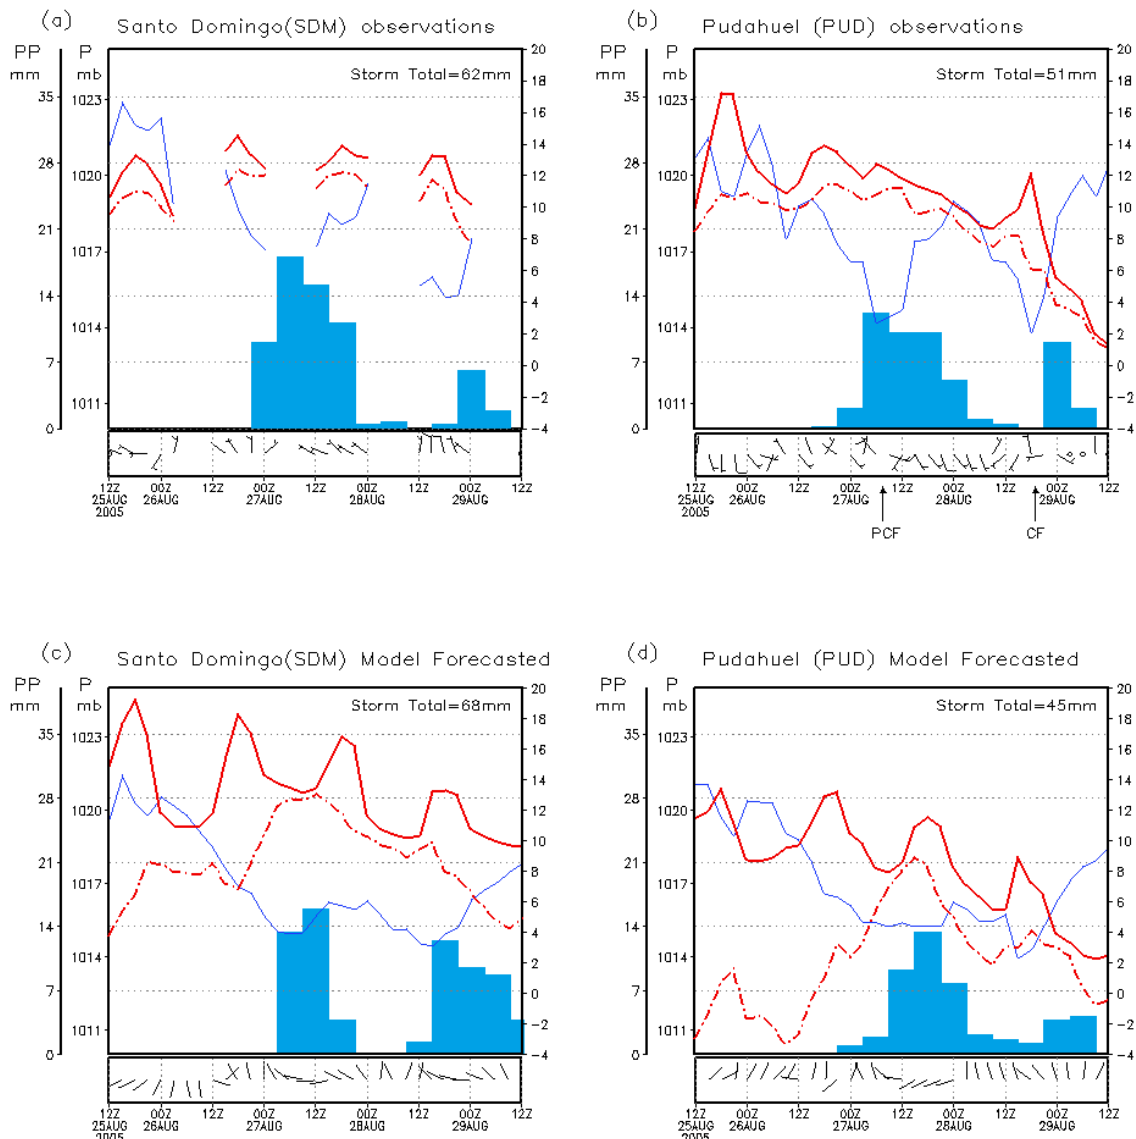 (a)
Santo Domingo(SDM) observations
PP
mm
P
mb
Storm Total=62mm
35
28
21
14
7
0
1023
1020
1017
1014
1011
20
18
16
14
12
10
8
6
4
2
0
-2
-4
12Z 00Z 12Z 00Z 12Z 00Z 12Z 00Z 12Z
25AUG 26AUG 27AUG 28AUG 29AUG
2005
(b)
Pudahuel (PUD) observations
PP
mm
P
mb
Storm Total=51mm
35
28
21
14
7
0
1023
1020
1017
1014
1011
20
18
16
14
12
10
8
6
4
2
0
-2
-4
12Z 00Z 12Z 00Z 12Z 00Z 12Z 00Z 12Z
25AUG 26AUG 27AUG 28AUG 29AUG
2005
PCF CF
(c)
Santo Domingo(SDM) Model Forecasted
PP
mm
P
mb
Storm Total=68mm
35
28
21
14
7
0
1023
1020
1017
1014
1011
20
18
16
14
12
10
8
6
4
2
0
-2
-4
12Z 00Z 12Z 00Z 12Z 00Z 12Z 00Z 12Z
25AUG 26AUG 27AUG 28AUG 29AUG
2005
(d)
Pudahuel (PUD) Model Forecasted
PP
mm
P
mb
Storm Total=45mm
35
28
21
14
7
0
1023
1020
1017
1014
1011
20
18
16
14
12
10
8
6
4
2
0
-2
-4
12Z 00Z 12Z 00Z 12Z 00Z 12Z 00Z 12Z
25AUG 26AUG 27AUG 28AUG 29AUG
2005